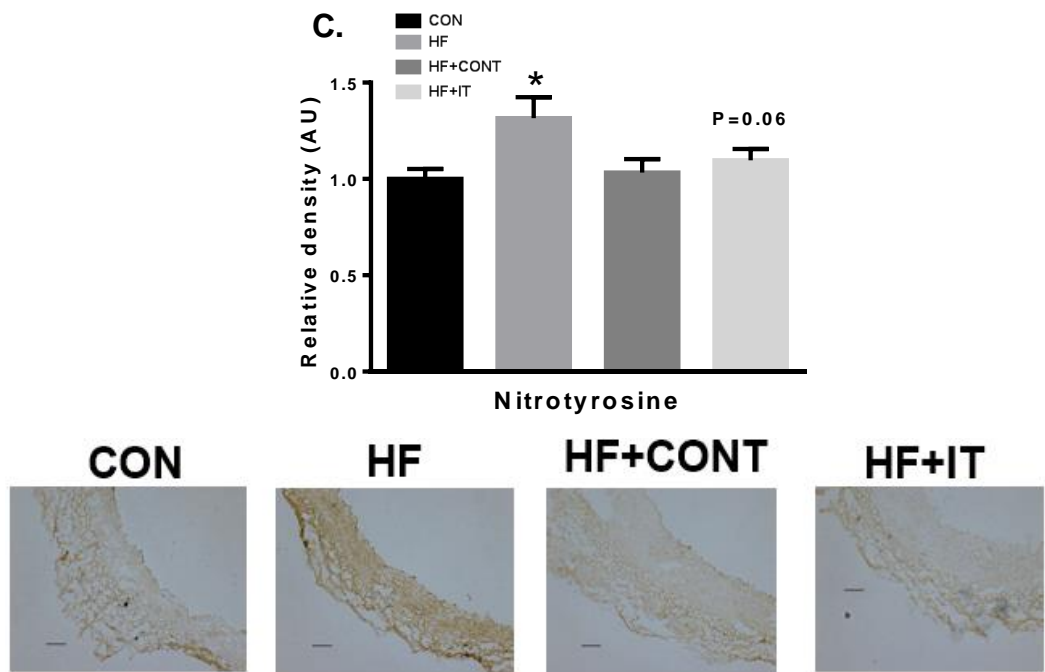 C.
CON
HF
HF+CONT
HF+IT
*
P=0.06
1.5
1.0
0.5
0.0
Relative density (AU)
Nitrotyrosine
CON HF HF+CONT HF+IT